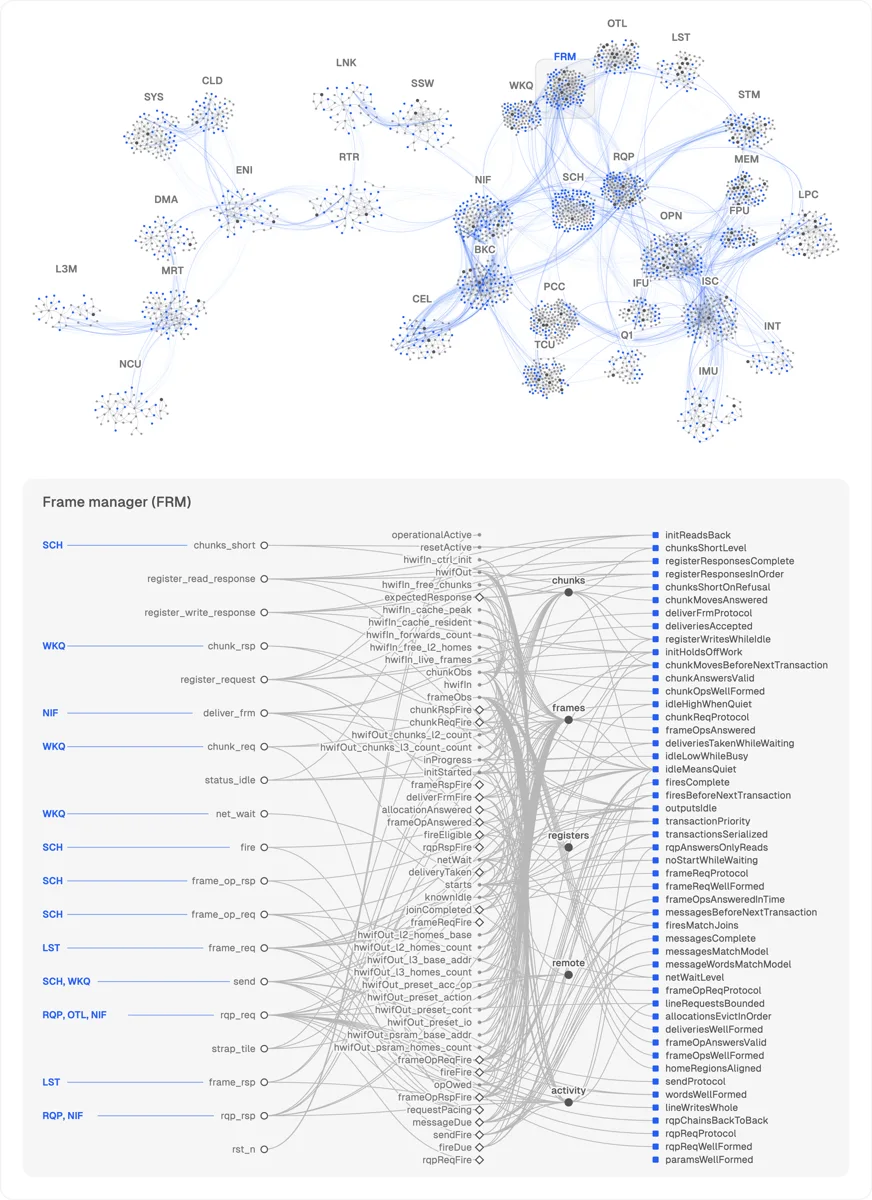 OTL
LST
LNK
FRM
SSW
CLD
WKQ
SYS
STM
RTR
RQP
MEM
ENI
SCH
NIF
LPC
DMA
OPN
FPU
BKC
L3M
MRT
ISC
IFU
PCC
CEL
INT
Q1
TCU
NCU
IMU
Frame manager (FRM)
SCH
chunks_short
register_read_response
register_write_response
WKQ
chunk_rsp
register_request
NIF
deliver_frm
WKQ
chunk_req
status_idle
WKQ
net_wait
SCH
fire
SCH
frame_op_rsp
SCH
frame_op_req
LST
frame_req
SCH, WKQ
send
RQP, OTL, NIF
rqp_req
strap_tile
LST
frame_rsp
RQP, NIF
rqp_rsp
rst_n
operationalActive
resetActive
hwifIn_ctrl_init
hwifOut
hwifIn_free_chunks
expectedResponse
hwifIn_cache_peak
hwifIn_cache_resident
hwifIn_forwards_count
hwifIn_free_l2_homes
hwifIn_live_frames
chunkObs
hwifIn
frameObs
chunkRspFire
chunkReqFire
hwifOut_chunks_l2_count
hwifOut_chunks_l3_count_count
inProgress
initStarted
frameRspFire
deliverFrmFire
allocationAnswered
frameOpAnswered
fireEligible
rqpRspFire
netWait
deliveryTaken
starts
knownIdle
joinCompleted
frameReqFire
hwifOut_l2_homes_base
hwifOut_l2_homes_count
hwifOut_l3_base_addr
hwifOut_l3_homes_count
hwifOut_preset_acc_op
hwifOut_preset_action
hwifOut_preset_cont
hwifOut_preset_io
hwifOut_psram_base_addr
hwifOut_psram_homes_count
frameOpReqFire
fireFire
opOwed
frameOpRspFire
requestPacing
messageDue
sendFire
fireDue
rqpReqFire
chunks
frames
registers
remote
activity
initReadsBack
chunksShortLevel
registerResponsesComplete
registerResponsesInOrder
chunksShortOnRefusal
chunkMovesAnswered
deliverFrmProtocol
deliveriesAccepted
registerWritesWhileIdle
initHoldsOffWork
chunkMovesBeforeNextTransaction
chunkAnswersValid
chunkOpsWellFormed
idleHighWhenQuiet
chunkReqProtocol
frameOpsAnswered
deliveriesTakenWhileWaiting
idleLowWhileBusy
idleMeansQuiet
firesComplete
firesBeforeNextTransaction
outputsIdle
transactionPriority
transactionsSerialized
rqpAnswersOnlyReads
noStartWhileWaiting
frameReqProtocol
frameReqWellFormed
frameOpsAnsweredInTime
messagesBeforeNextTransaction
firesMatchJoins
messagesComplete
messagesMatchModel
messageWordsMatchModel
netWaitLevel
frameOpReqProtocol
lineRequestsBounded
allocationsEvictInOrder
deliveriesWellFormed
frameOpAnswersValid
frameOpsWellFormed
homeRegionsAligned
sendProtocol
wordsWellFormed
lineWritesWhole
rqpChainsBackToBack
rqpReqProtocol
rqpReqWellFormed
paramsWellFormed